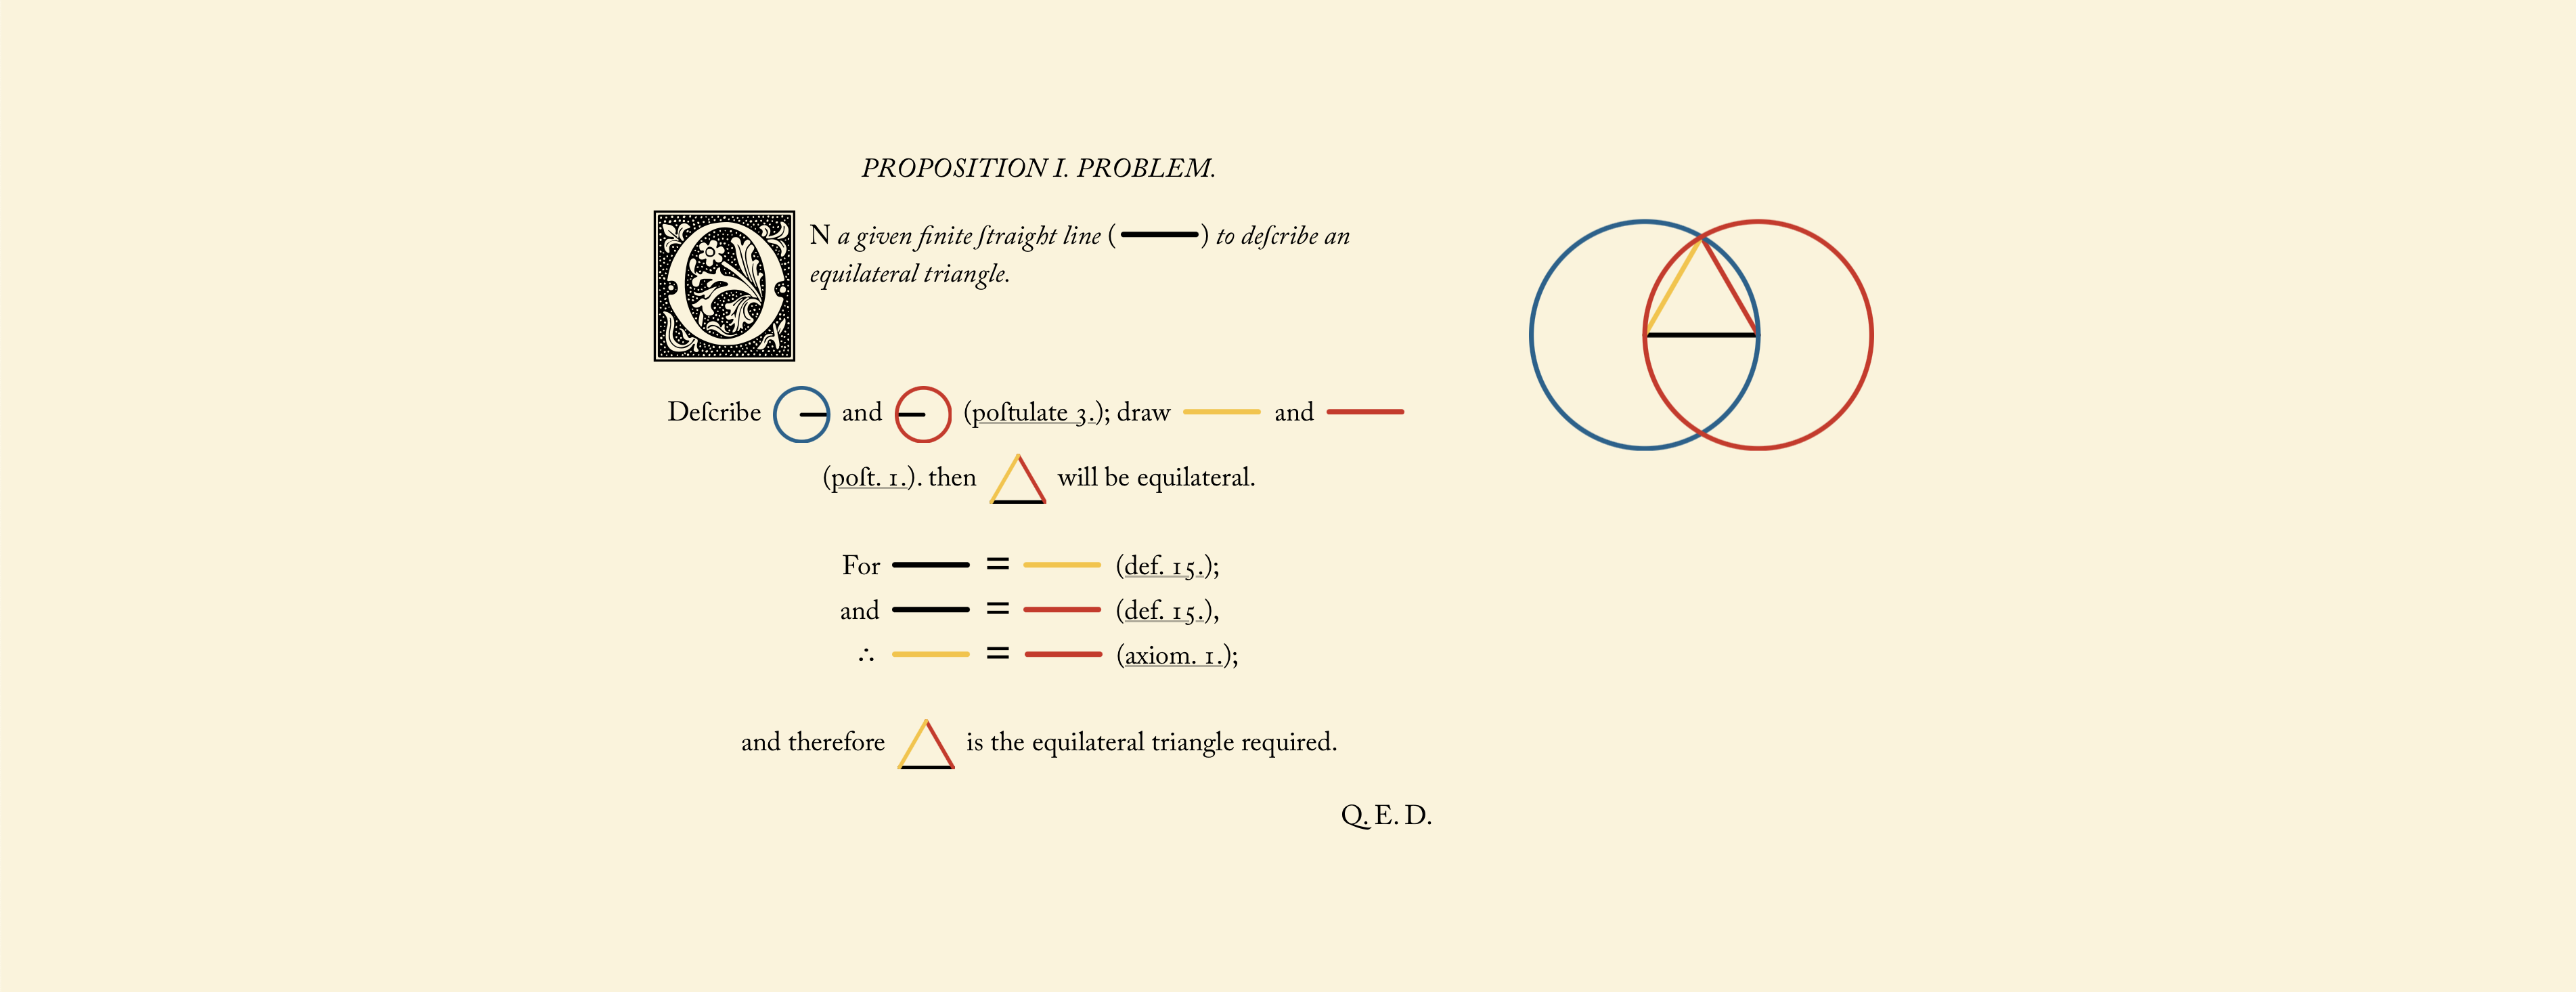 PROPOSITION I. PROBLEM.
ON a given finite ſtraight line ( ) to deſcribe an
equilateral triangle.
Deſcribe and (poſtulate 3.); draw and
(poſt. 1.). then will be equilateral.
For = (def. 15.);
and = (def. 15.),
∴ = (axiom. 1.);
and therefore is the equilateral triangle required.
Q. E. D.